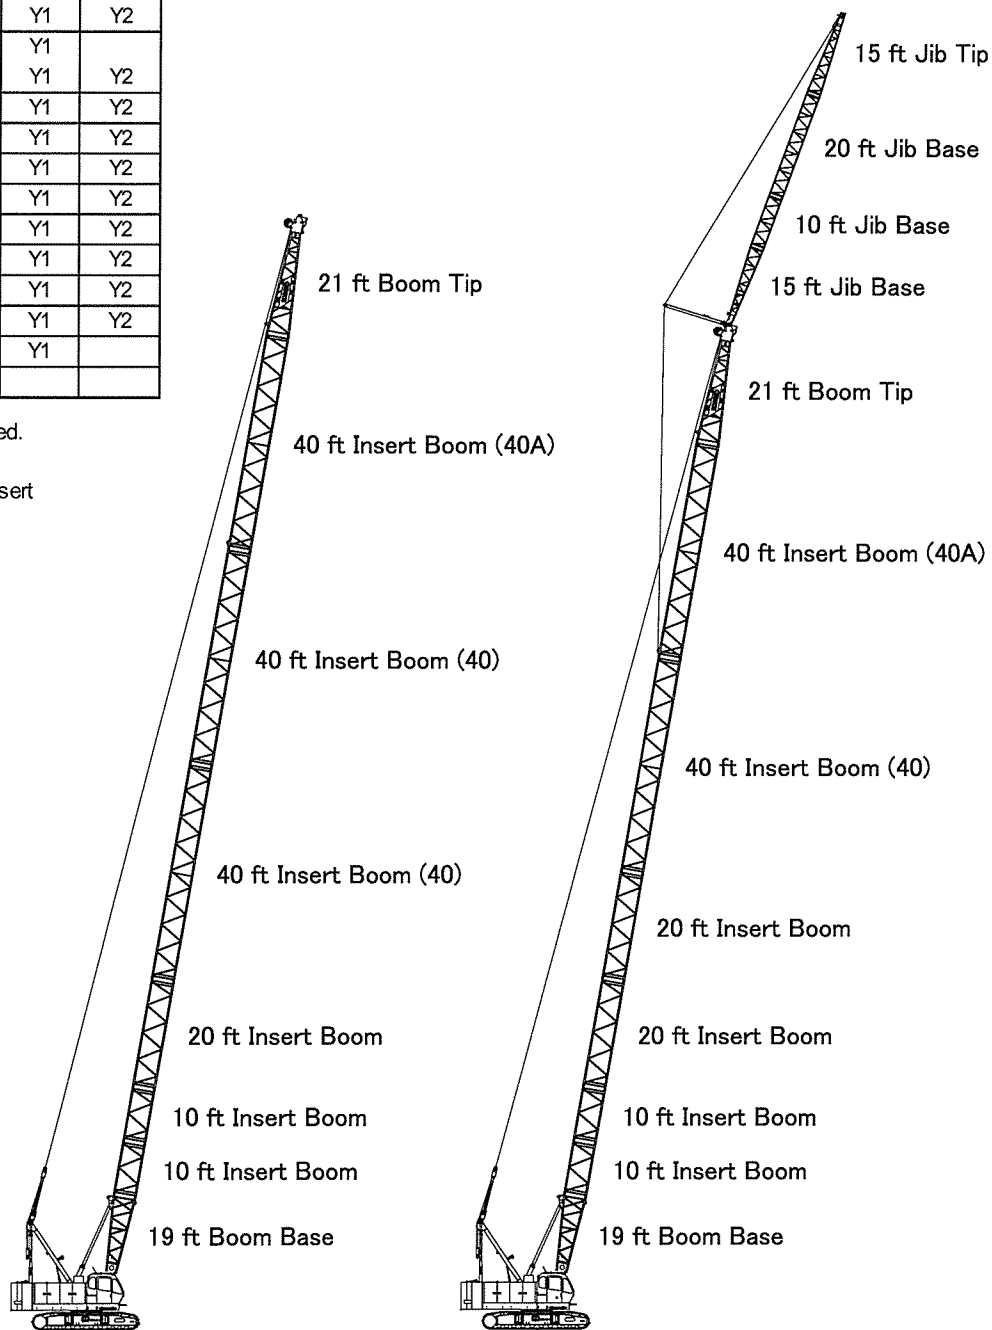 Y1 Y2
Y1
Y1 Y2
Y1 Y2
Y1 Y2
Y1 Y2
Y1 Y2
Y1 Y2
Y1 Y2
Y1 Y2
Y1 Y2
Y1
ed.
sert
21 ft Boom Tip
40 ft Insert Boom (40A)
40 ft Insert Boom (40)
40 ft Insert Boom (40)
20 ft Insert Boom
10 ft Insert Boom
10 ft Insert Boom
19 ft Boom Base
15 ft Jib Tip
20 ft Jib Base
10 ft Jib Base
15 ft Jib Base
21 ft Boom Tip
40 ft Insert Boom (40A)
40 ft Insert Boom (40)
20 ft Insert Boom
20 ft Insert Boom
10 ft Insert Boom
10 ft Insert Boom
19 ft Boom Base